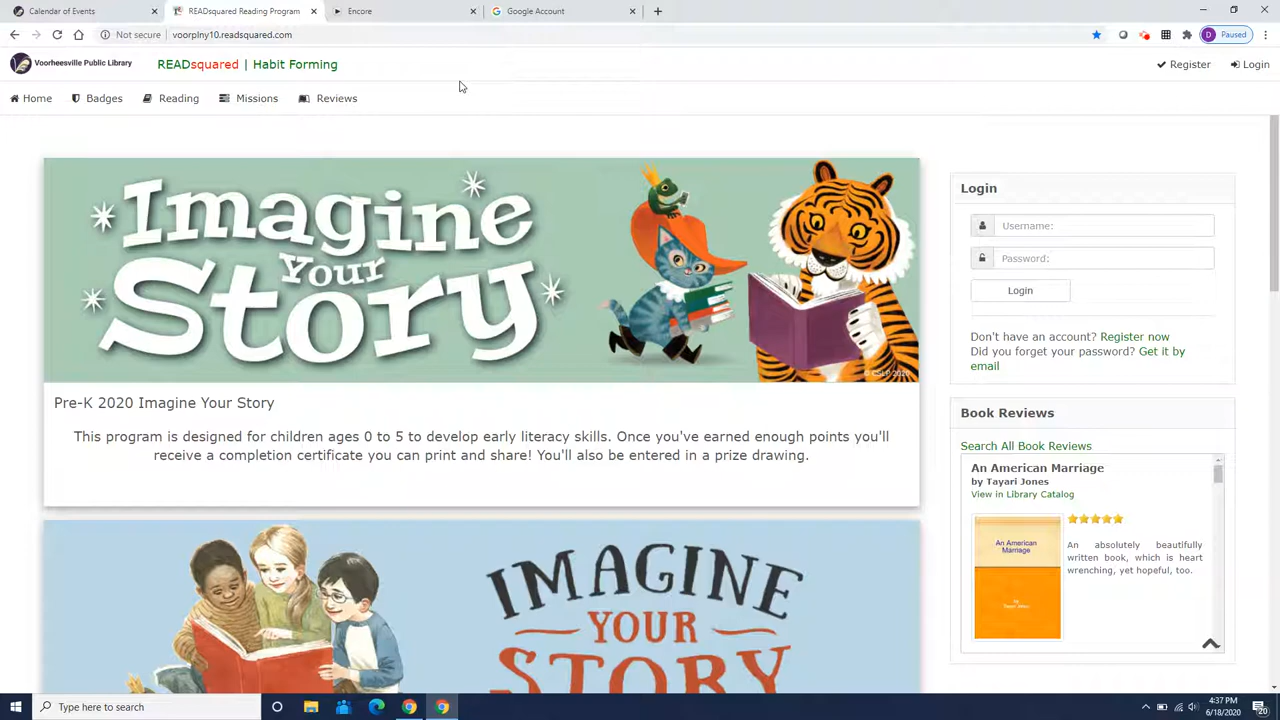 Calendar of Events
READsquared Reading Program
Encore
Google Account
Not secure
voorplny10.readsquared.com
D
Paused
Voorheesville Public Library
READsquared | Habit Forming
Register
Login
Home
Badges
Reading
Missions
Reviews
Imagine
Your
Story
© CSLP 2020
Pre-K 2020 Imagine Your Story
This program is designed for children ages 0 to 5 to develop early literacy skills. Once you've earned enough points you'll
receive a completion certificate you can print and share! You'll also be entered in a prize drawing.
IMAGINE
YOUR
STORY
Login
Username:
Password:
Login
Don't have an account? Register now
Did you forget your password? Get it by
email
Book Reviews
Search All Book Reviews
An American Marriage
by Tayari Jones
View in Library Catalog
An American
Marriage
An absolutely beautifully
written book, which is heart
wrenching, yet hopeful, too.
Type here to search
4:37 PM
6/18/2020
20